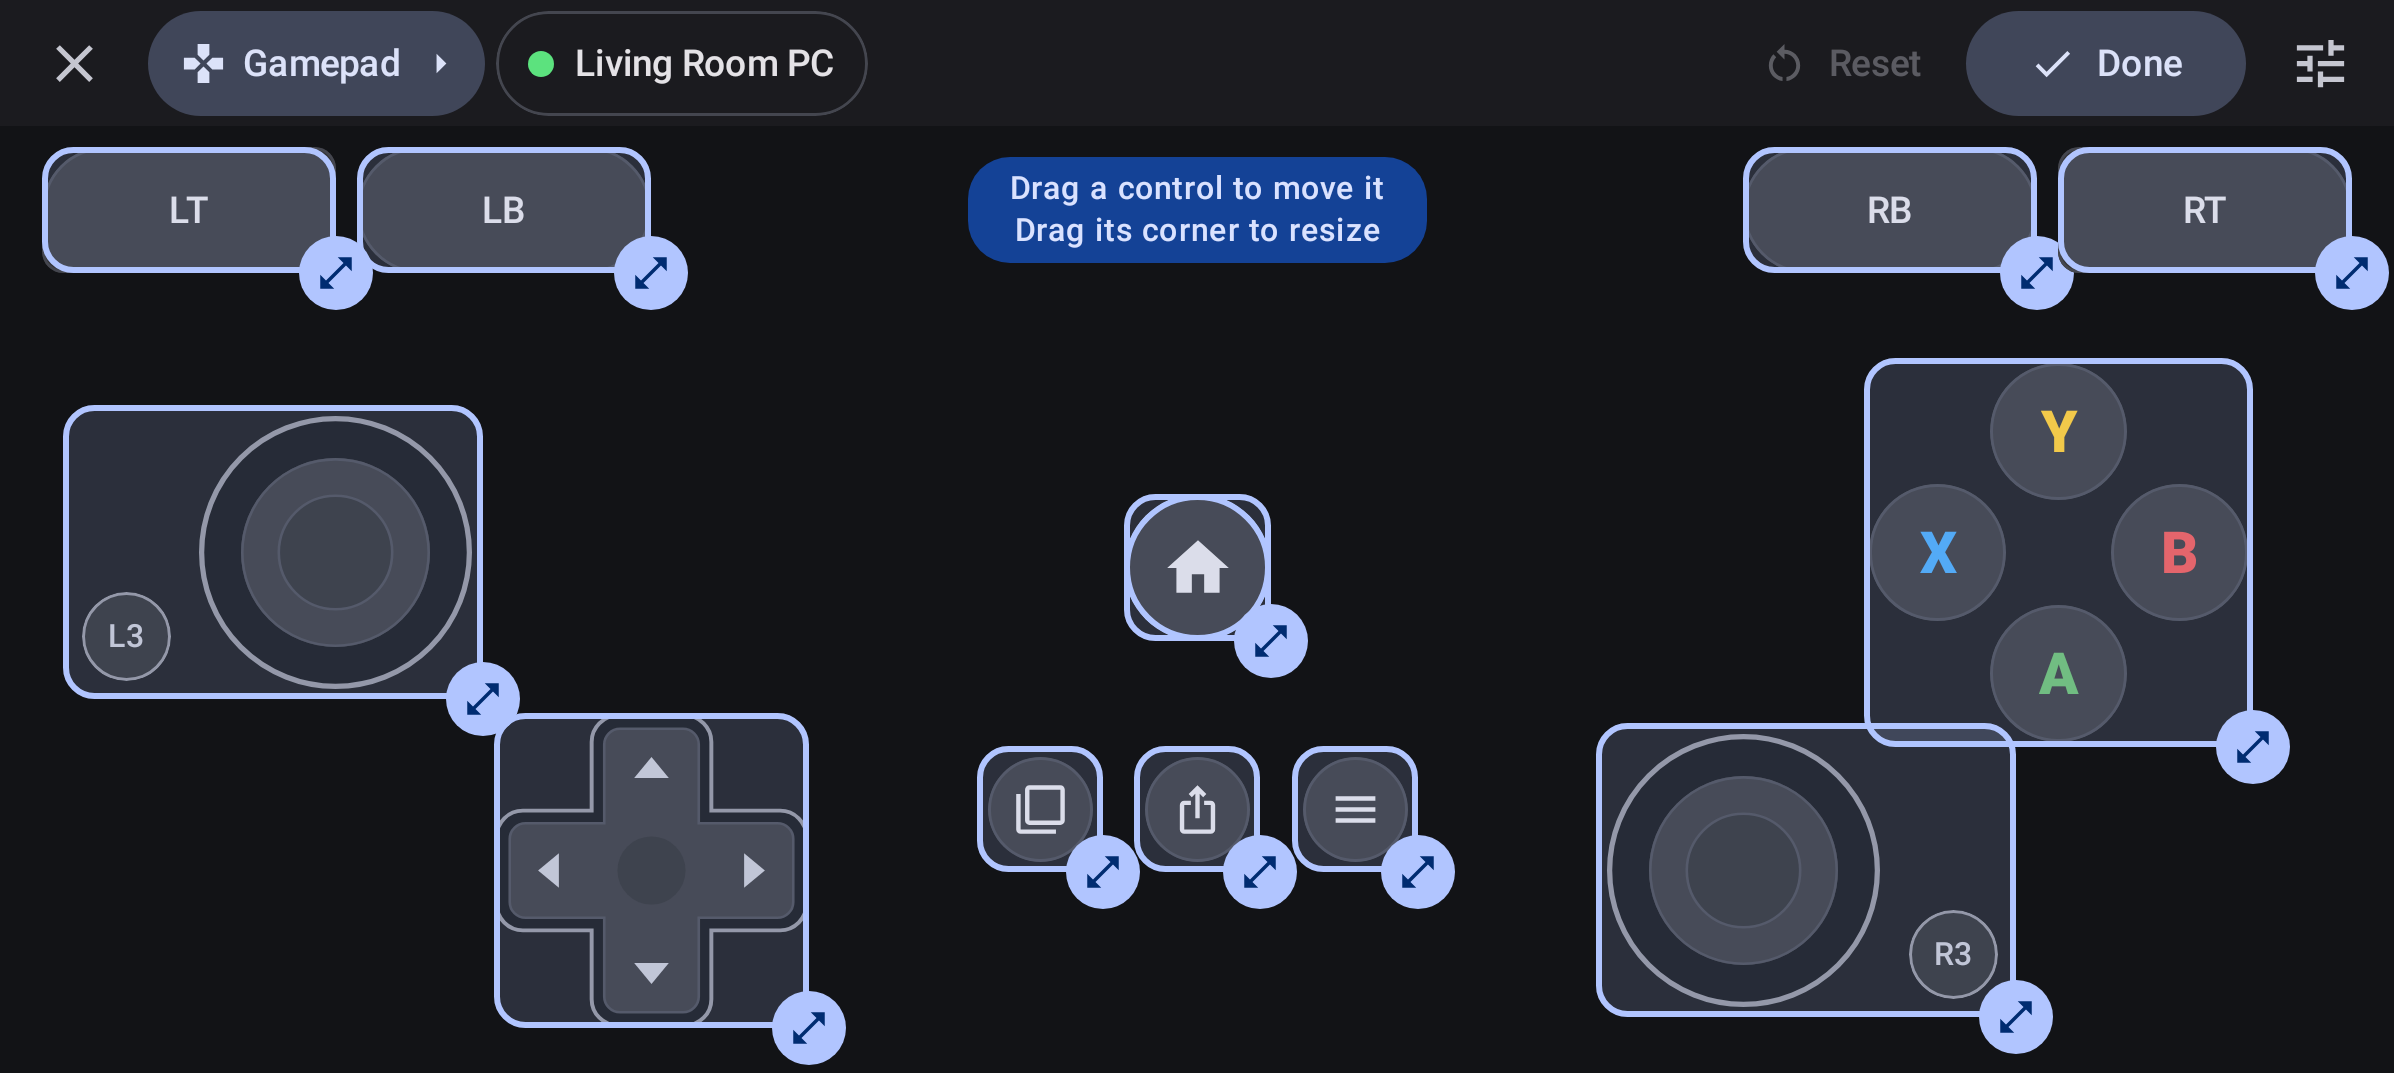 Gamepad
Living Room PC
Reset
Done
LT
LB
Drag a control to move it
Drag its corner to resize
RB
RT
Y
X
B
A
L3
R3